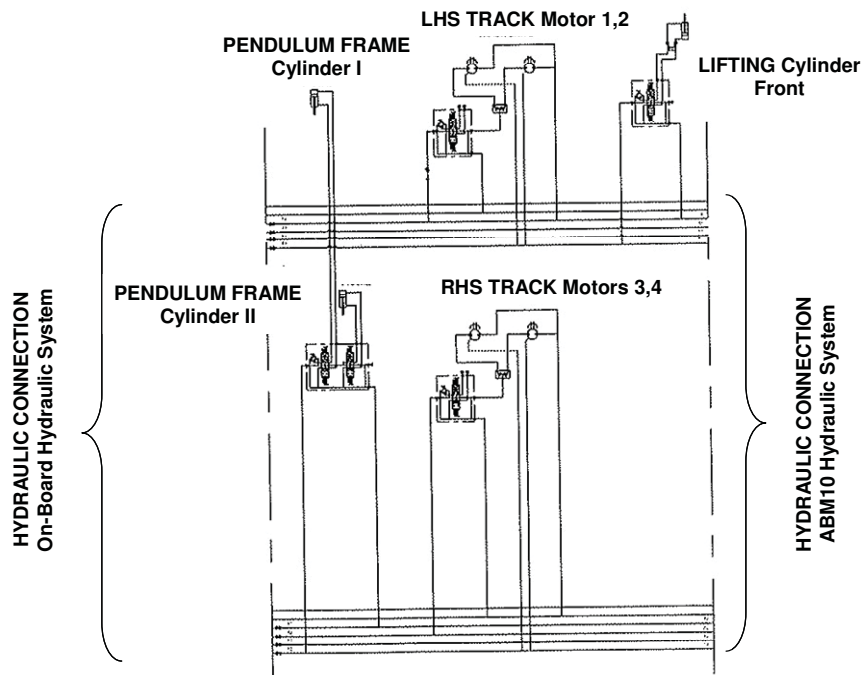 LHS TRACK Motor 1,2
PENDULUM FRAME
Cylinder I
LIFTING Cylinder
Front
PENDULUM FRAME
Cylinder II
RHS TRACK Motors 3,4
HYDRAULIC CONNECTION
On-Board Hydraulic System
HYDRAULIC CONNECTION
ABM10 Hydraulic System